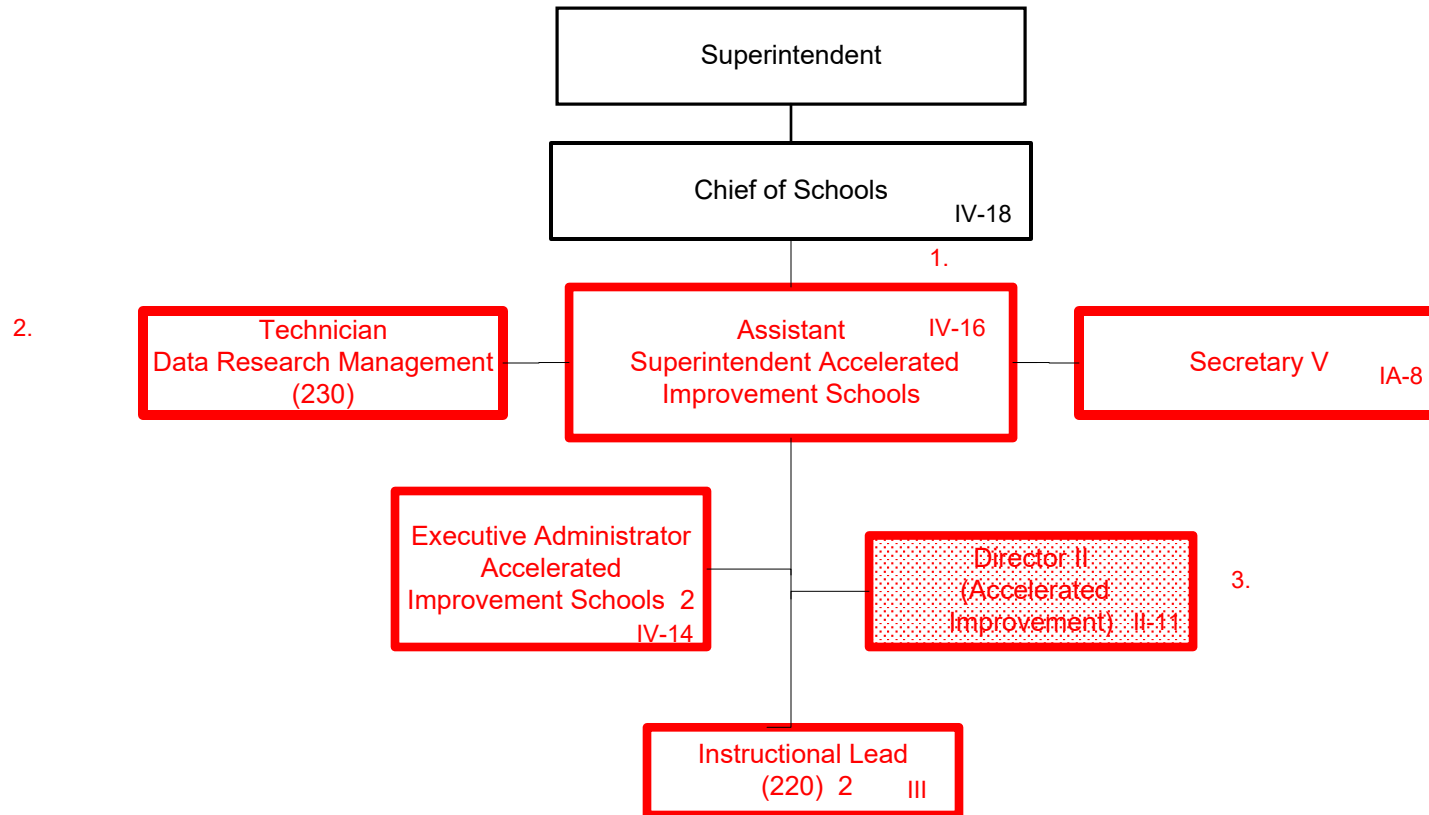 Superintendent
Chief of Schools
IV-18
1.
2.
Technician
Data Research Management
(230)
Assistant IV-16
Superintendent Accelerated
Improvement Schools
Secretary V
IA-8
Executive Administrator
Accelerated
Improvement Schools 2
IV-14
Director II
(Accelerated
Improvement) II-11
3.
Instructional Lead
(220) 2 III